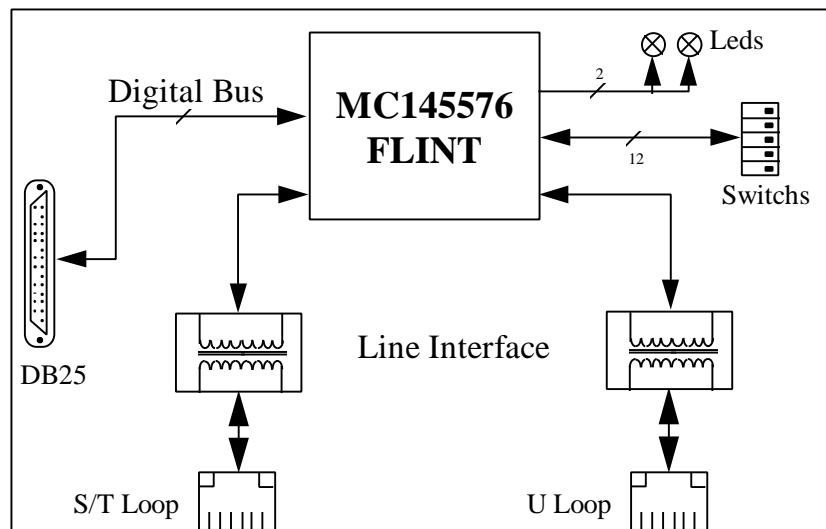 Leds
Digital Bus
MC145576
FLINT
2
12
Switchs
DB25
Line Interface
S/T Loop
U Loop